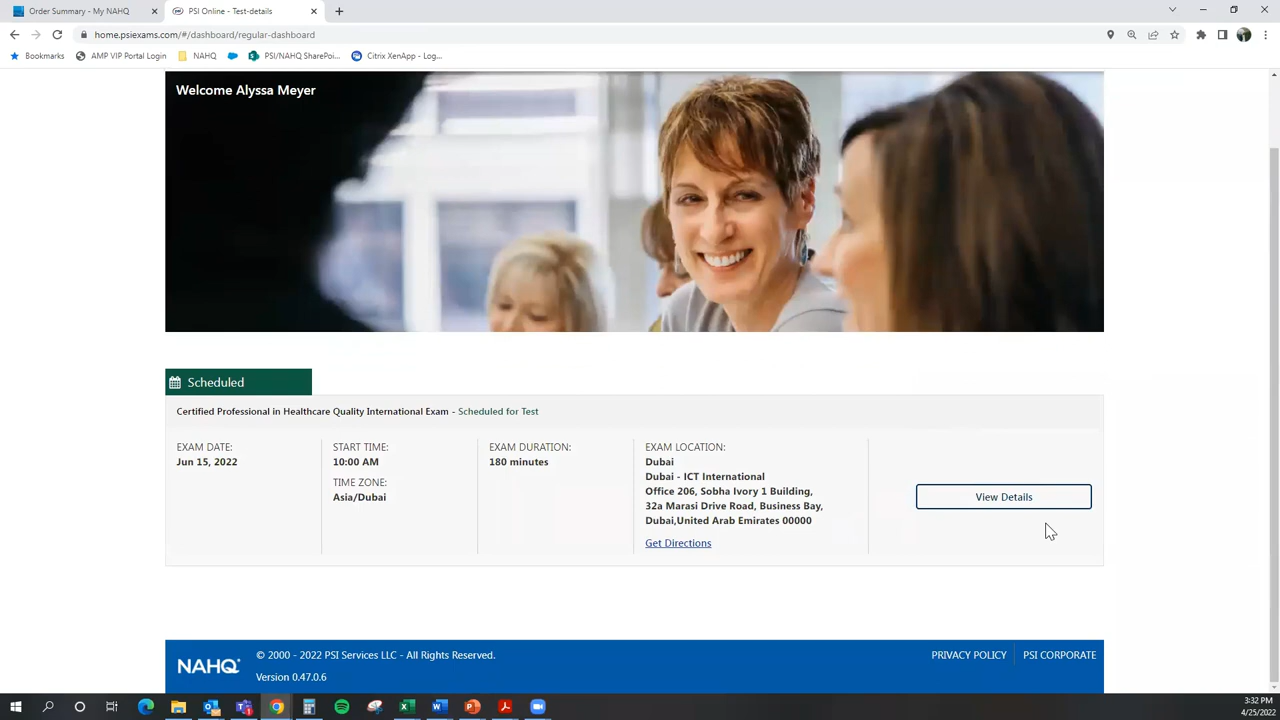 Order Summary - My NAHQ
PSI Online - Test-details
home.psiexams.com/#/dashboard/regular-dashboard
Bookmarks
AMP VIP Portal Login
NAHQ
PSI/NAHQ SharePoi...
Citrix XenApp - Log...
Welcome Alyssa Meyer
Scheduled
Certified Professional in Healthcare Quality International Exam - Scheduled for Test
EXAM DATE:
Jun 15, 2022
START TIME:
10:00 AM
TIME ZONE:
Asia/Dubai
EXAM DURATION:
180 minutes
EXAM LOCATION:
Dubai
Dubai - ICT International
Office 206, Sobha Ivory 1 Building,
32a Marasi Drive Road, Business Bay,
Dubai,United Arab Emirates 00000
Get Directions
View Details
NAHQ
© 2000 - 2022 PSI Services LLC - All Rights Reserved.
Version 0.47.0.6
PRIVACY POLICY
PSI CORPORATE
3:32 PM
4/25/2022